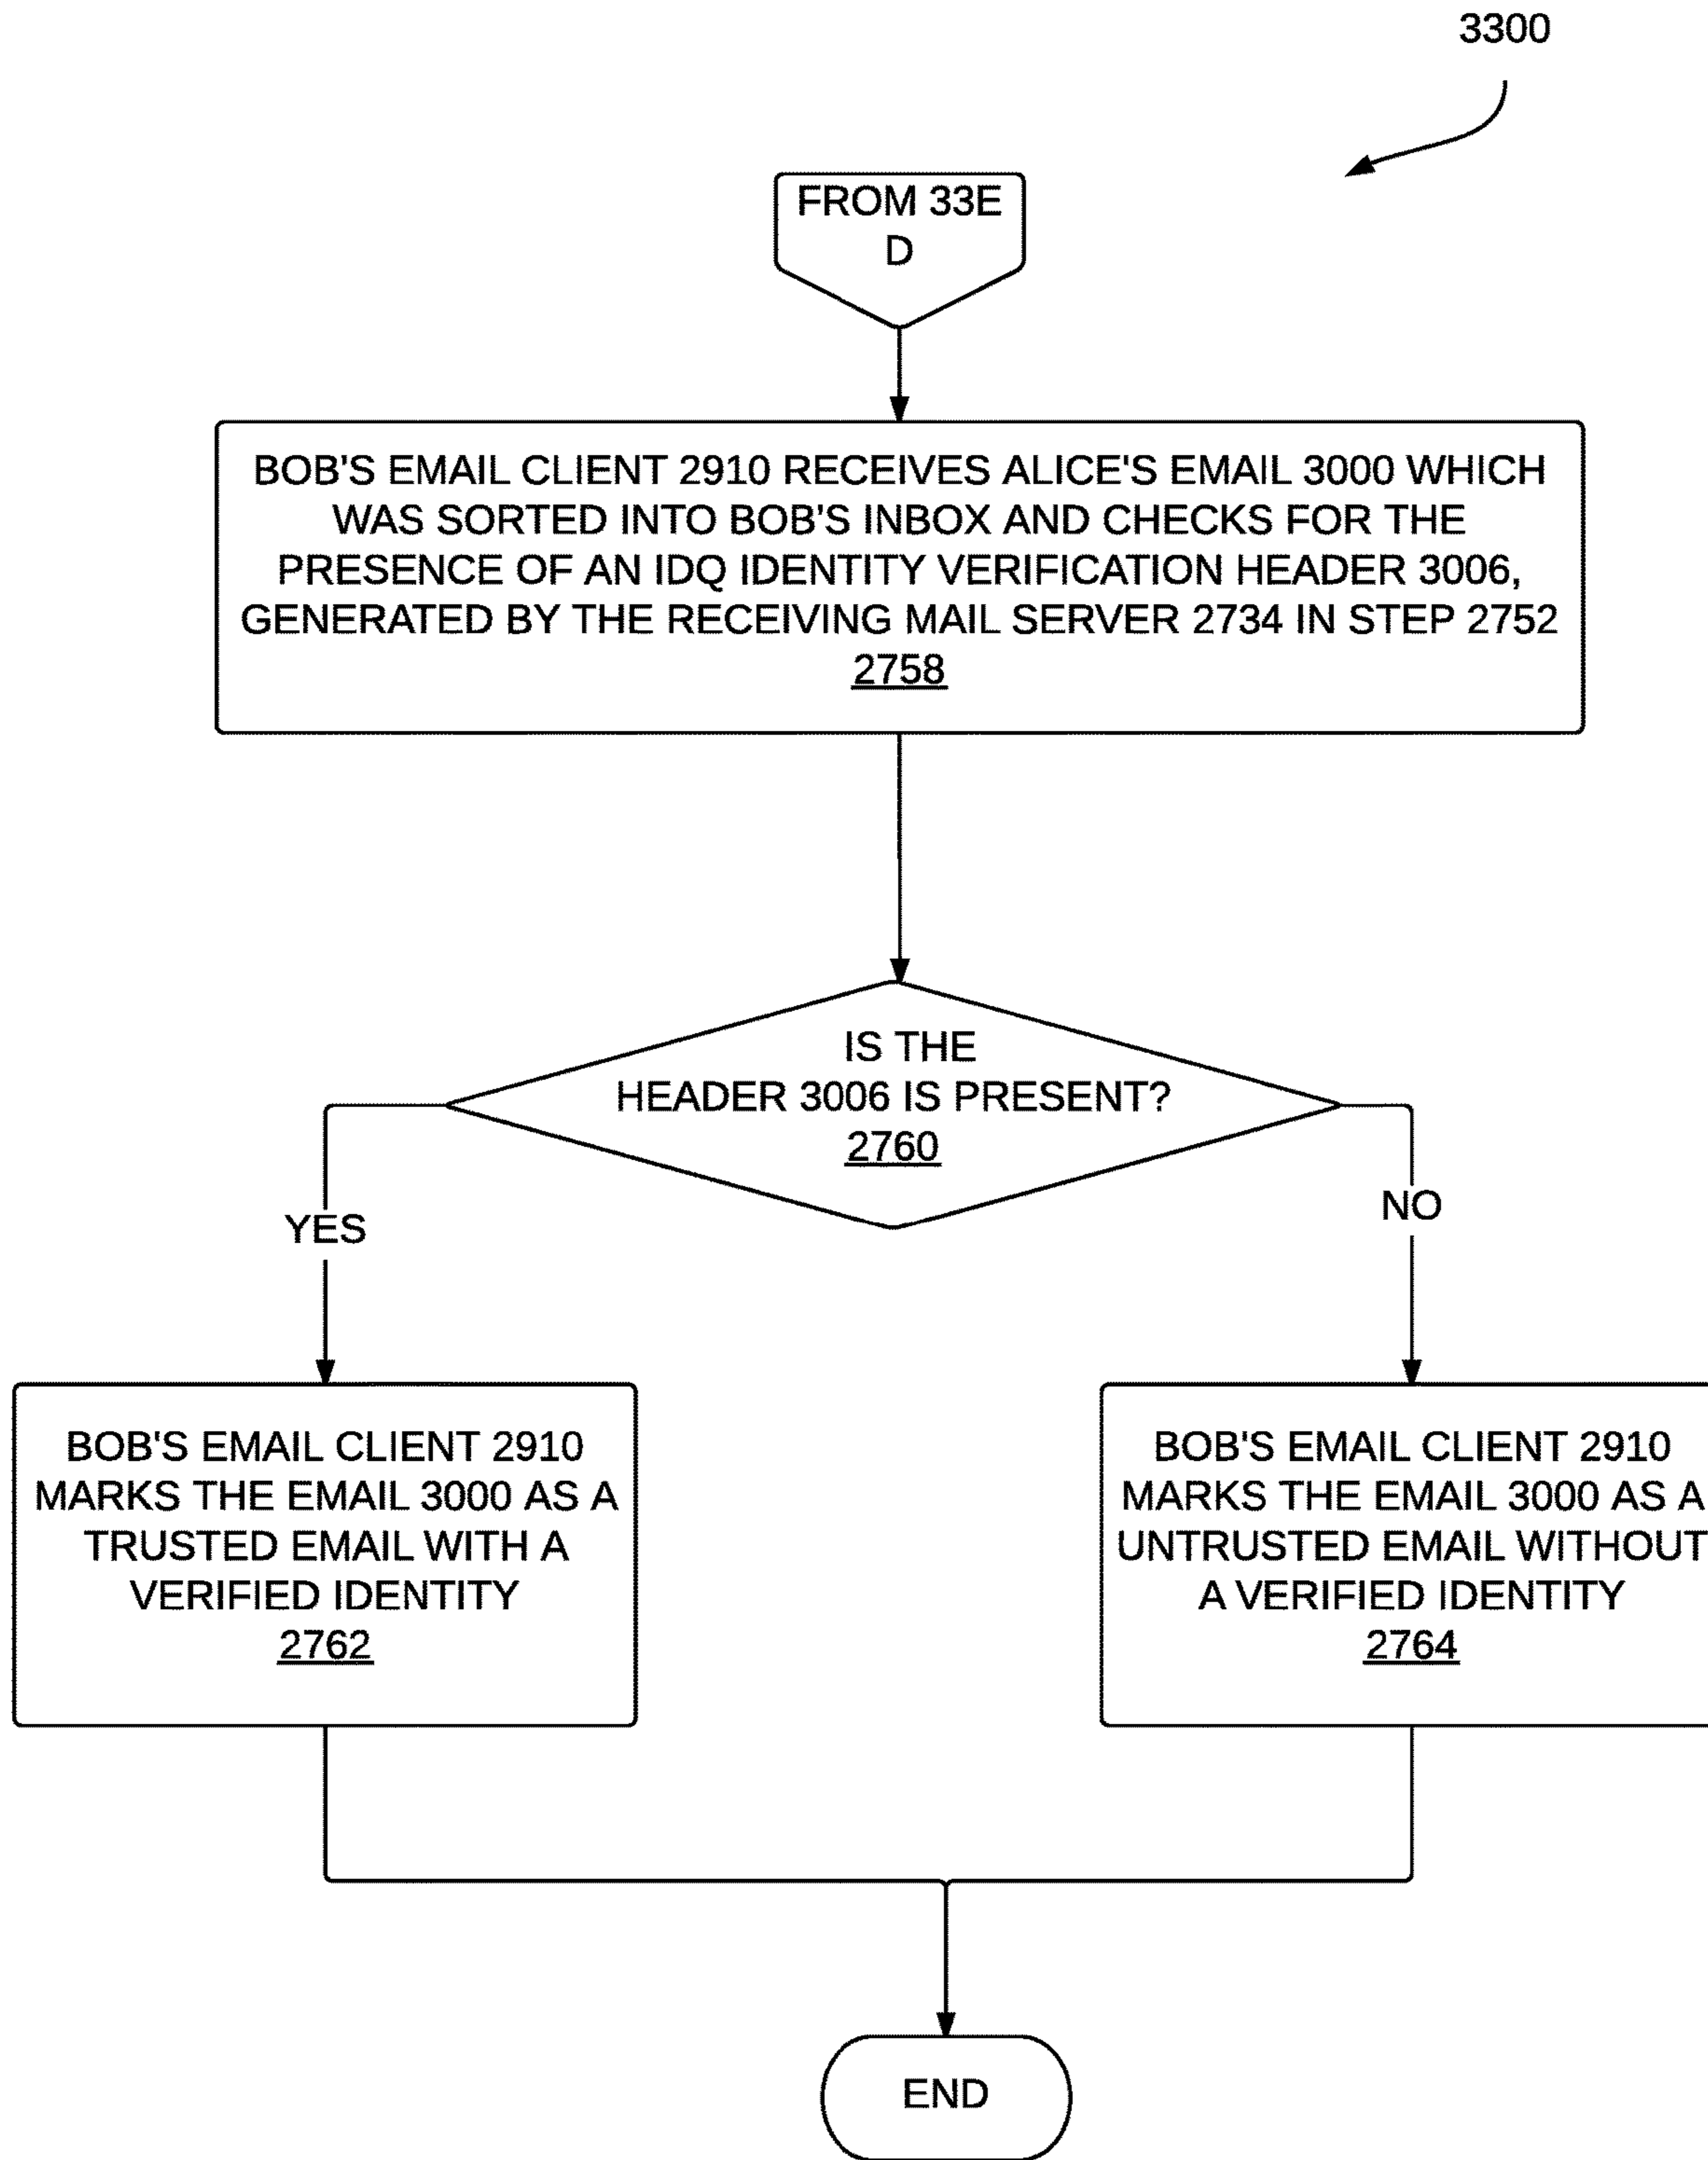 3300
FROM 33E
D
BOB'S EMAIL CLIENT 2910 RECEIVES ALICE'S EMAIL 3000 WHICH
WAS SORTED INTO BOB'S INBOX AND CHECKS FOR THE
PRESENCE OF AN IDQ IDENTITY VERIFICATION HEADER 3006,
GENERATED BY THE RECEIVING MAIL SERVER 2734 IN STEP 2752
2758
IS THE
HEADER 3006 IS PRESENT?
2760
YES
NO
BOB'S EMAIL CLIENT 2910
MARKS THE EMAIL 3000 AS A
TRUSTED EMAIL WITH A
VERIFIED IDENTITY
2762
BOB'S EMAIL CLIENT 2910
MARKS THE EMAIL 3000 AS A
UNTRUSTED EMAIL WITHOUT
A VERIFIED IDENTITY
2764
END